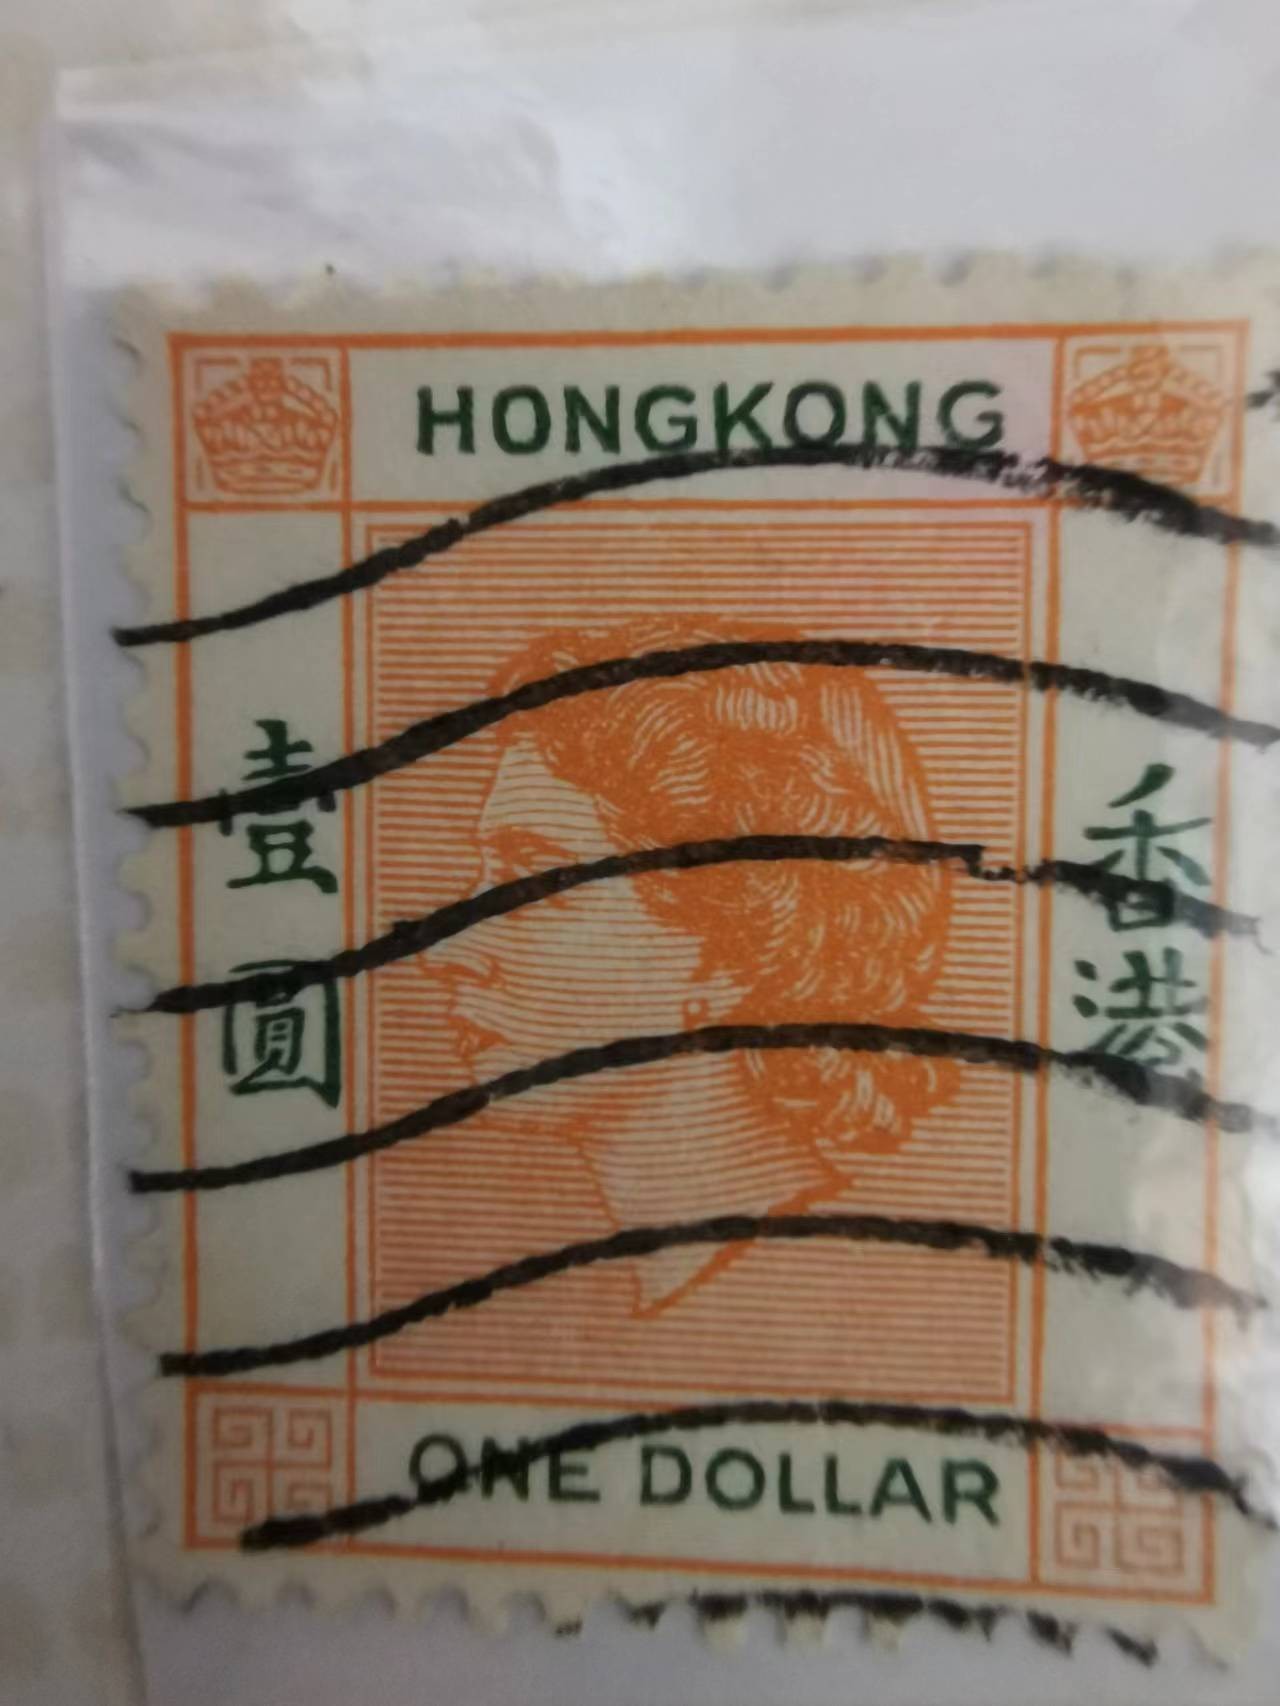 HONGKONG
壹圓
香港
ONE DOLLAR